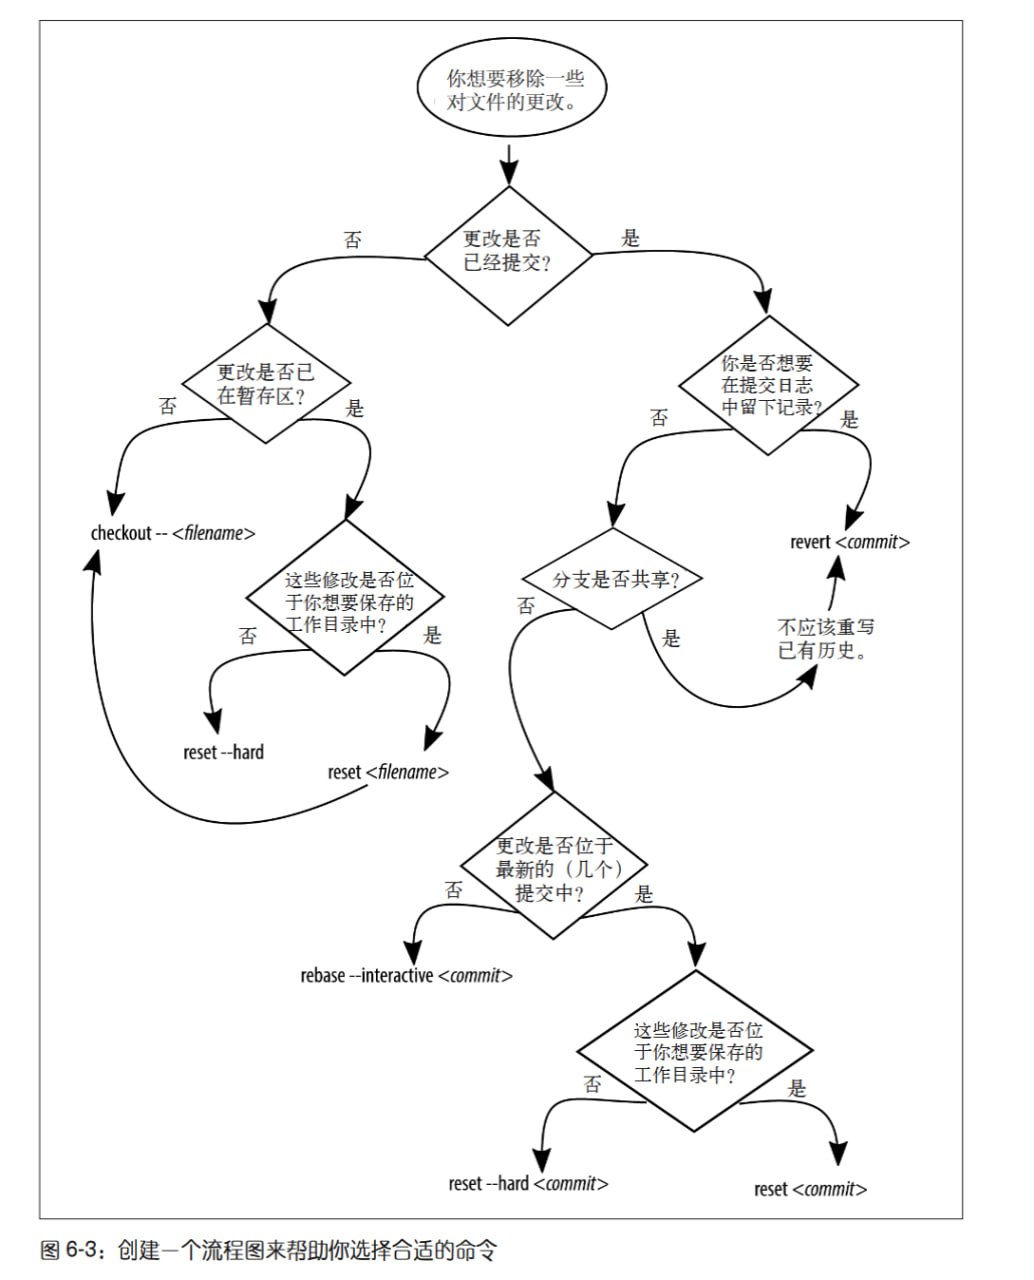 你想要移除一些
对文件的更改。
更改是否
已经提交？
否
是
更改是否已
在暂存区？
你是否想要
在提交日志
中留下记录？
否
是
否
是
checkout -- <filename>
revert <commit>
这些修改是否位
于你想要保存的
工作目录中？
分支是否共享？
否
是
否
是
不应该重写
已有历史。
reset --hard
reset <filename>
更改是否位于
最新的（几个）
提交中？
否
是
rebase --interactive <commit>
这些修改是否位
于你想要保存的
工作目录中？
否
是
reset --hard <commit>
reset <commit>
图 6-3：创建一个流程图来帮助你选择合适的命令